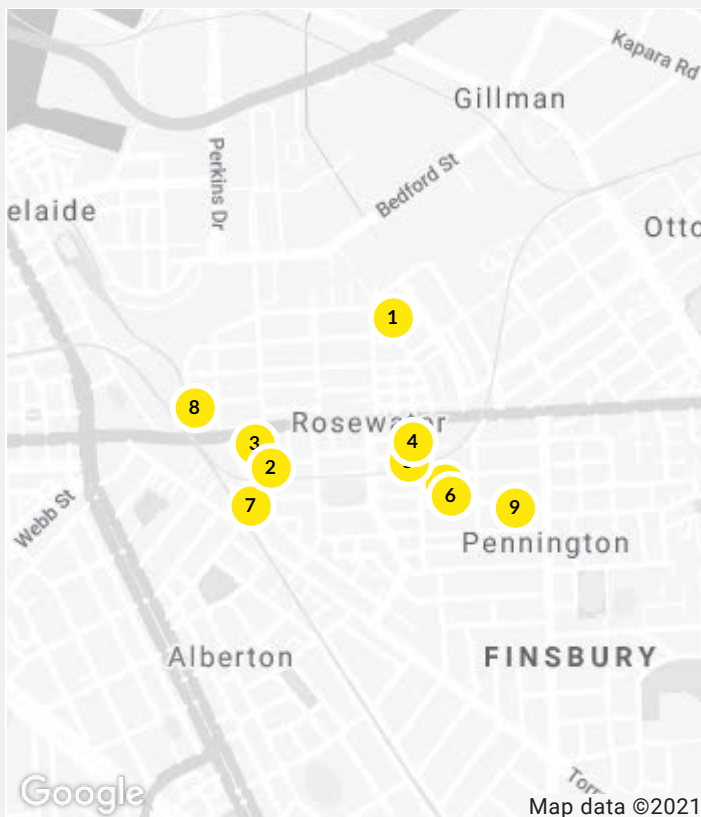 Kapara Rd
Gillman
Perkins Dr
Bedford St
elaide
Otto
1
8
Rosewater
3
4
2
6
7
9
Webb St
Pennington
Alberton
FINSBURY
Torr
Google
Map data ©2021